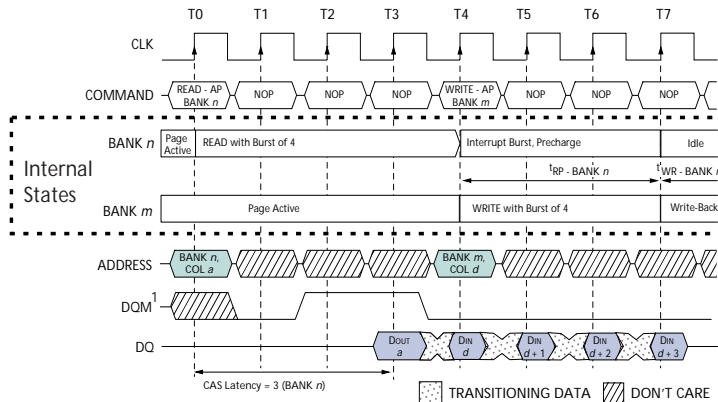 T0 T1 T2 T3 T4 T5 T6 T7
CLK
COMMAND READ - AP BANK n NOP NOP NOP WRITE - AP BANK m NOP NOP NOP
BANK n Page Active READ with Burst of 4 Interrupt Burst, Precharge Idle
Internal States
tRP - BANK n tWR - BANK
BANK m Page Active WRITE with Burst of 4 Write-Back
ADDRESS BANK n, COL a BANK m, COL d
DQM1
DQ DOUT a DIN d DIN d + 1 DIN d + 2 DIN d + 3
CAS Latency = 3 (BANK n)
TRANSITIONING DATA DON'T CARE